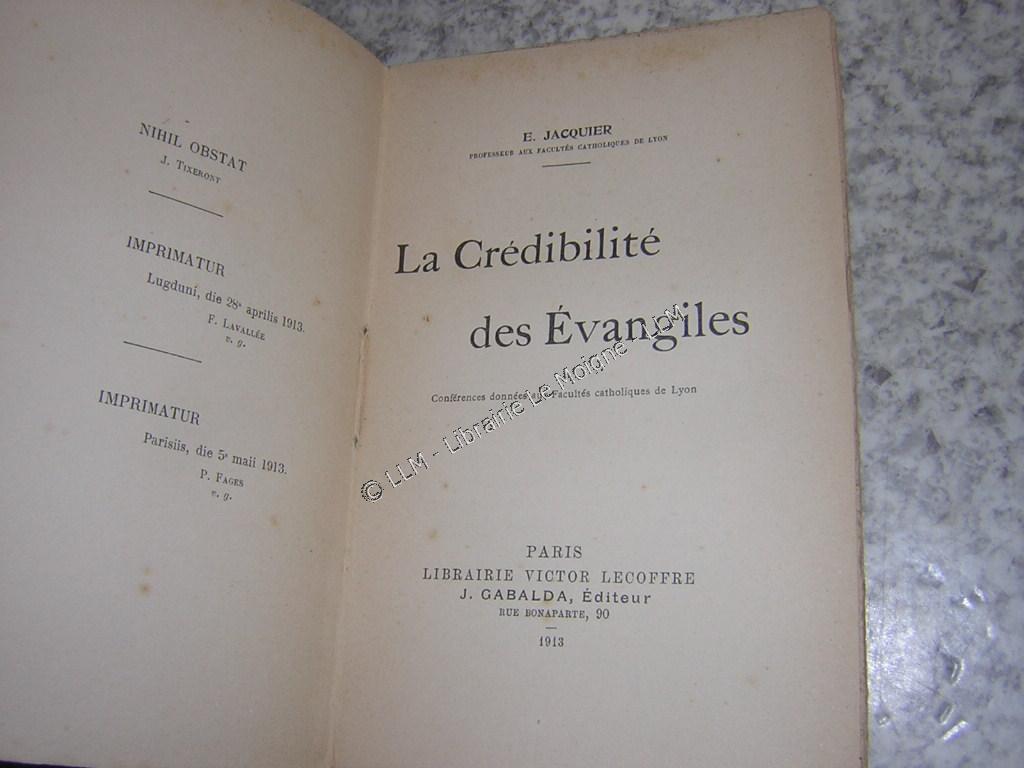 NIHIL OBSTAT
J. TIXERONT
IMPRIMATUR
Lugduni, die 28ª aprilis 1913.
F. LAVALLÉE
v. g.
IMPRIMATUR
Parisiis, die 5ª maii 1913.
P. FAGES
v. g.
E. JACQUIER
PROFESSEUR AUX FACULTÉS CATHOLIQUES DE LYON
La Crédibilité
des Évangiles
Conférences données aux Facultés catholiques de Lyon
PARIS
LIBRAIRIE VICTOR LECOFFRE
J. GABALDA, Éditeur
RUE BONAPARTE, 90
1913
© LLM - Librairie Le Moigne - LLM